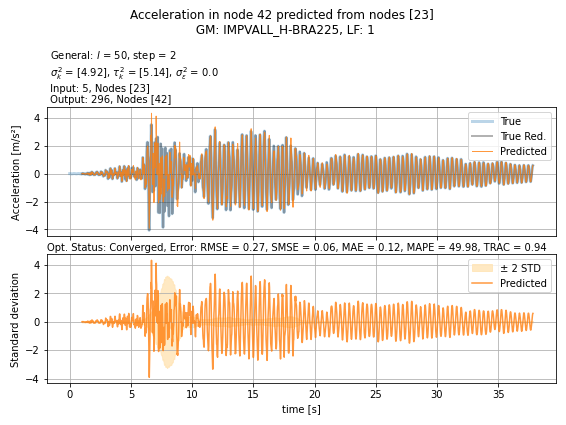 Acceleration in node 42 predicted from nodes [23]
GM: IMPVALL_H-BRA225, LF: 1
General: l = 50, step = 2
σ²ₖ = [4.92], τ²ₖ = [5.14], σ²ε = 0.0
Input: 5, Nodes [23]
Output: 296, Nodes [42]
Acceleration [m/s²]
4
2
0
−2
−4
True
True Red.
Predicted
Opt. Status: Converged, Error: RMSE = 0.27, SMSE = 0.06, MAE = 0.12, MAPE = 49.98, TRAC = 0.94
Standard deviation
4
2
0
−2
−4
± 2 STD
Predicted
0 5 10 15 20 25 30 35
time [s]